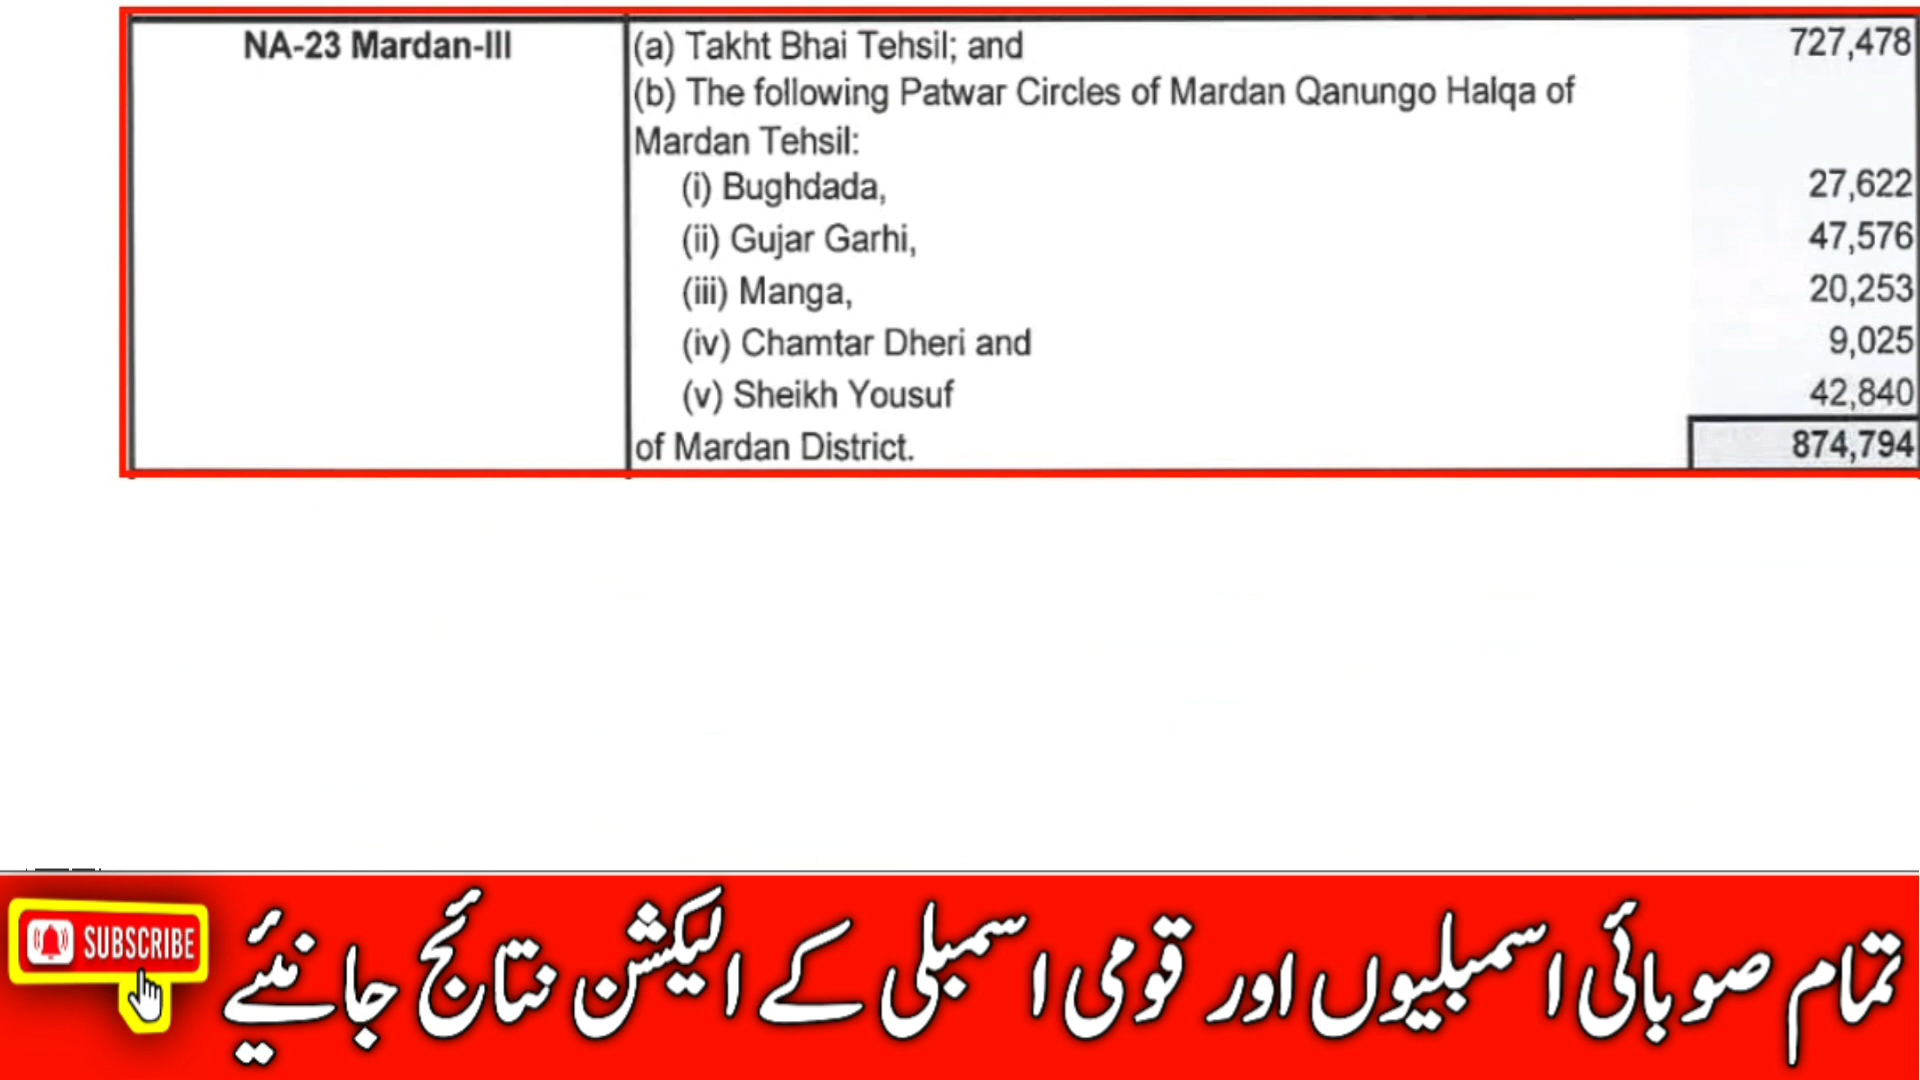 NA-23 Mardan-III
(a) Takht Bhai Tehsil; and 727,478
(b) The following Patwar Circles of Mardan Qanungo Halqa of
Mardan Tehsil:
(i) Bughdada, 27,622
(ii) Gujar Garhi, 47,576
(iii) Manga, 20,253
(iv) Chamtar Dheri and 9,025
(v) Sheikh Yousuf 42,840
of Mardan District. 874,794
SUBSCRIBE
تمام صوبائی اسمبلیوں اور قومی اسمبلی کے الیکشن نتائج جانئیے